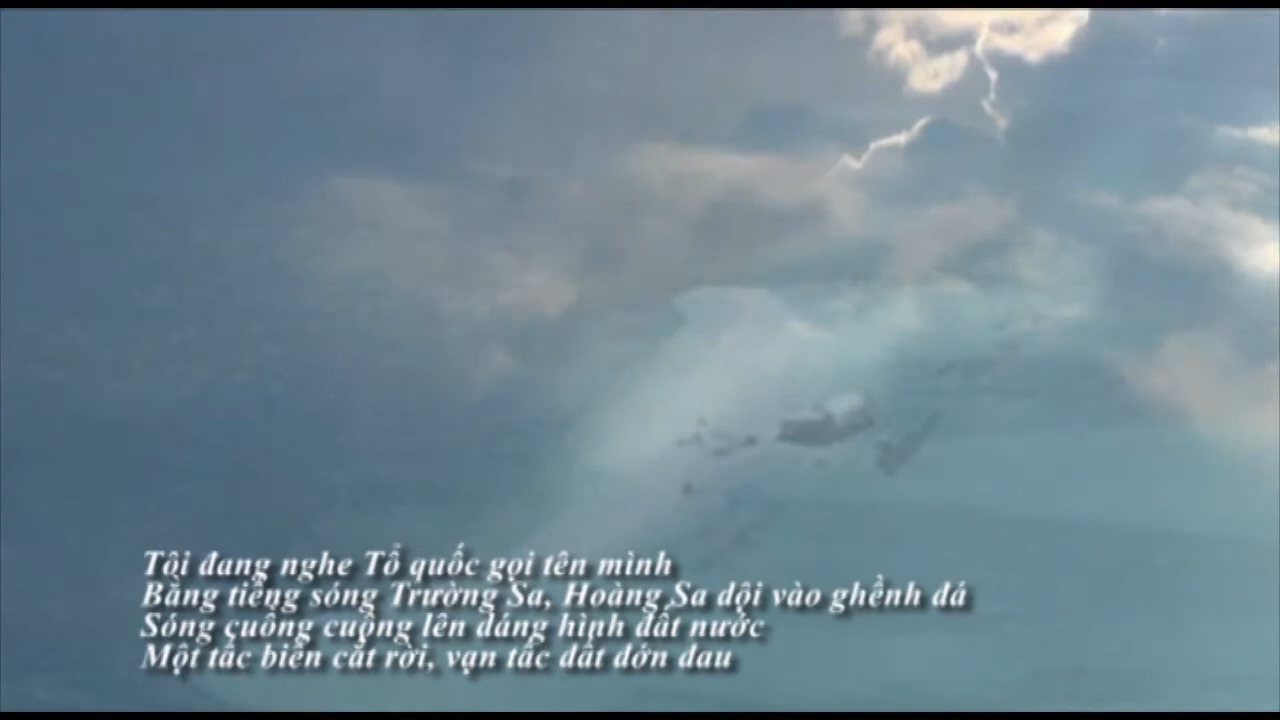 Tôi đang nghe Tổ quốc gọi tên mình
Bằng tiếng sóng Trường Sa, Hoàng Sa dội vào ghềnh đá
Sóng cuồng cuộng lên dáng hình đất nước
Một tấc biển cắt rời, vạn tấc đất dớn đau